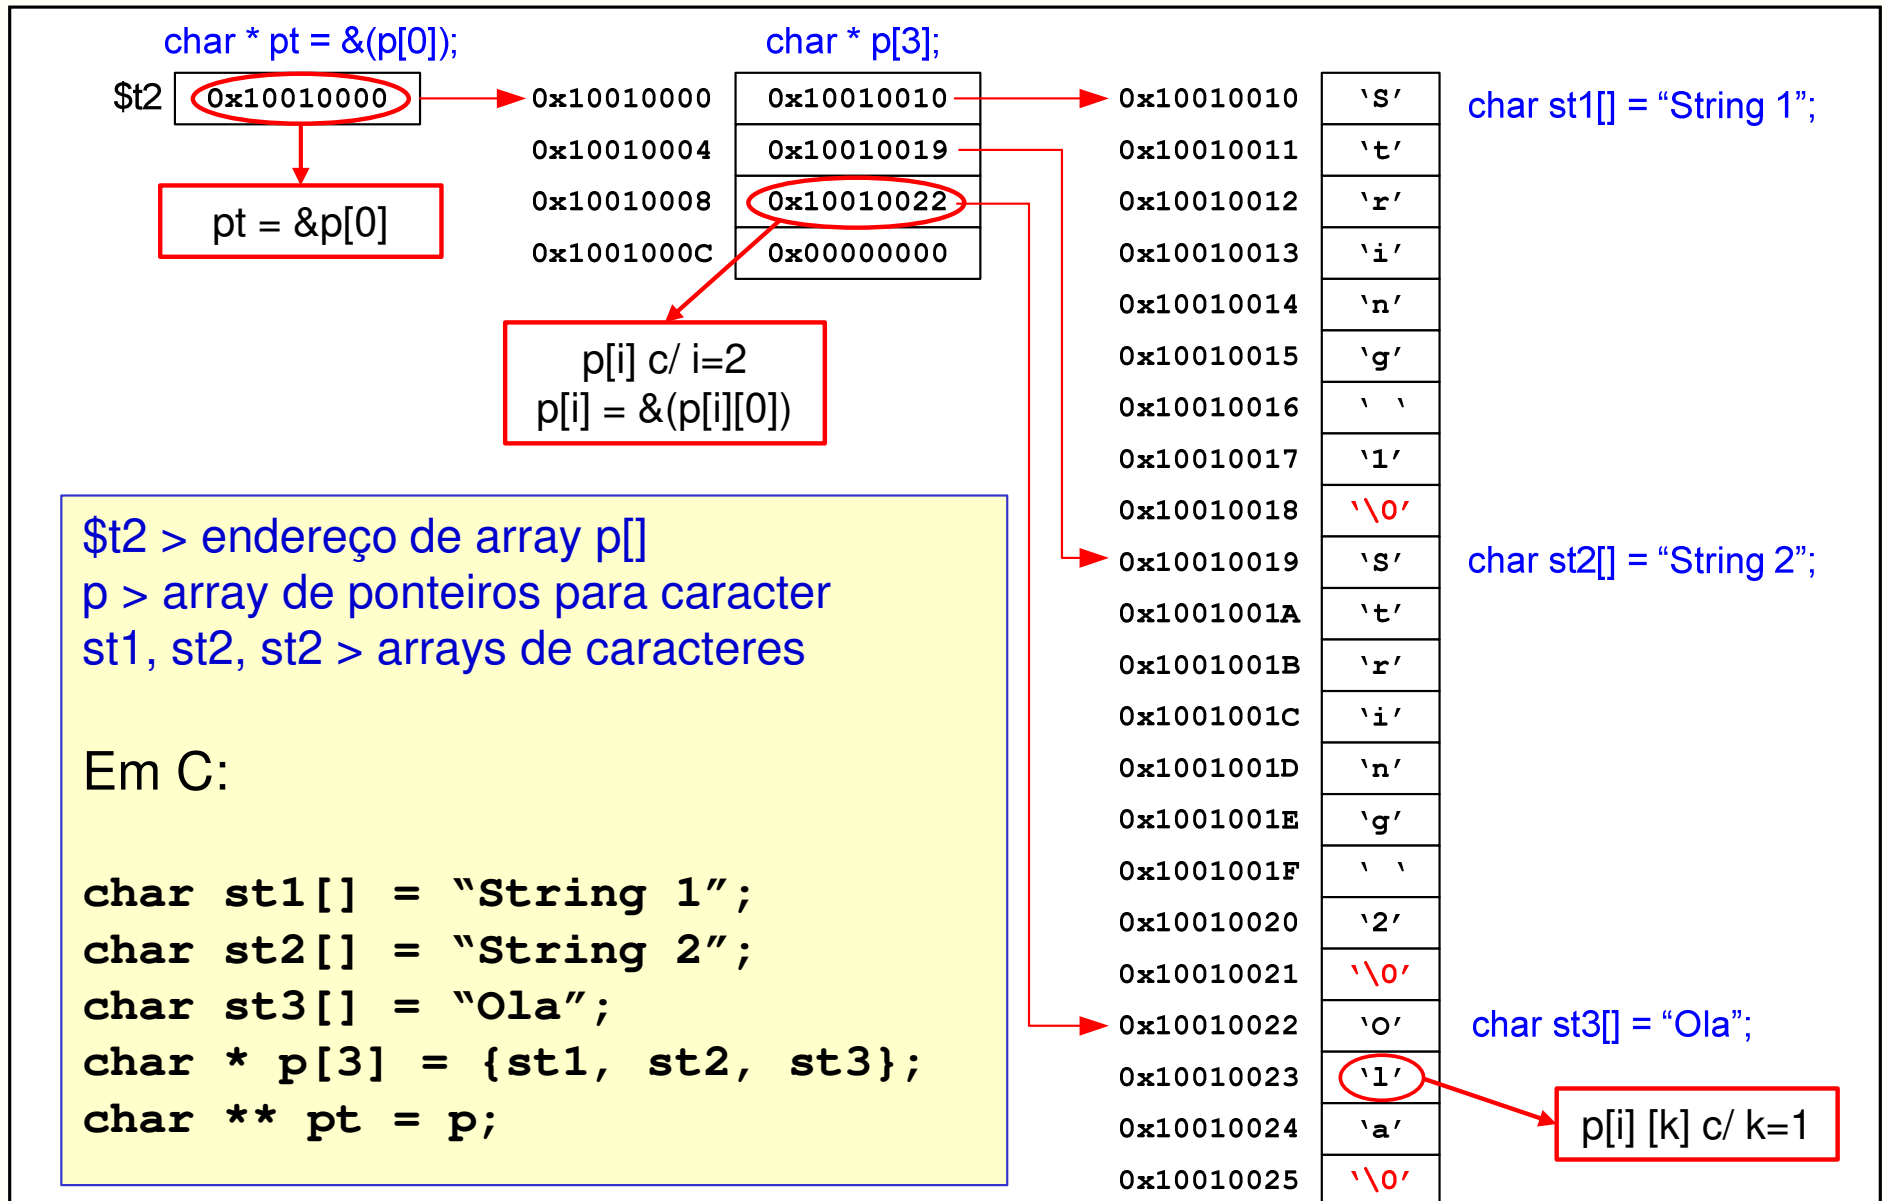 char * pt = &(p[0]);
char * p[3];
$t2 0x10010000 0x10010000 0x10010010 0x10010010 ‘S’ char st1[] = “String 1”;
0x10010004 0x10010019 0x10010011 ‘t’
pt = &p[0] 0x10010008 0x10010022 0x10010012 ‘r’
0x1001000C 0x00000000 0x10010013 ‘i’
0x10010014 ‘n’
p[i] c/ i=2 0x10010015 ‘g’
p[i] = &(p[i][0]) 0x10010016 ‘ ‘
0x10010017 ‘1’
0x10010018 ‘\0’
0x10010019 ‘S’ char st2[] = “String 2”;
0x1001001A ‘t’
0x1001001B ‘r’
0x1001001C ‘i’
0x1001001D ‘n’
0x1001001E ‘g’
0x1001001F ‘ ‘
0x10010020 ‘2’
0x10010021 ‘\0’
0x10010022 ‘O’ char st3[] = “Ola”;
0x10010023 ‘l’
0x10010024 ‘a’ p[i] [k] c/ k=1
0x10010025 ‘\0’
$t2 > endereço de array p[]
p > array de ponteiros para caracter
st1, st2, st2 > arrays de caracteres
Em C:
char st1[] = “String 1”;
char st2[] = “String 2”;
char st3[] = “Ola”;
char * p[3] = {st1, st2, st3};
char ** pt = p;